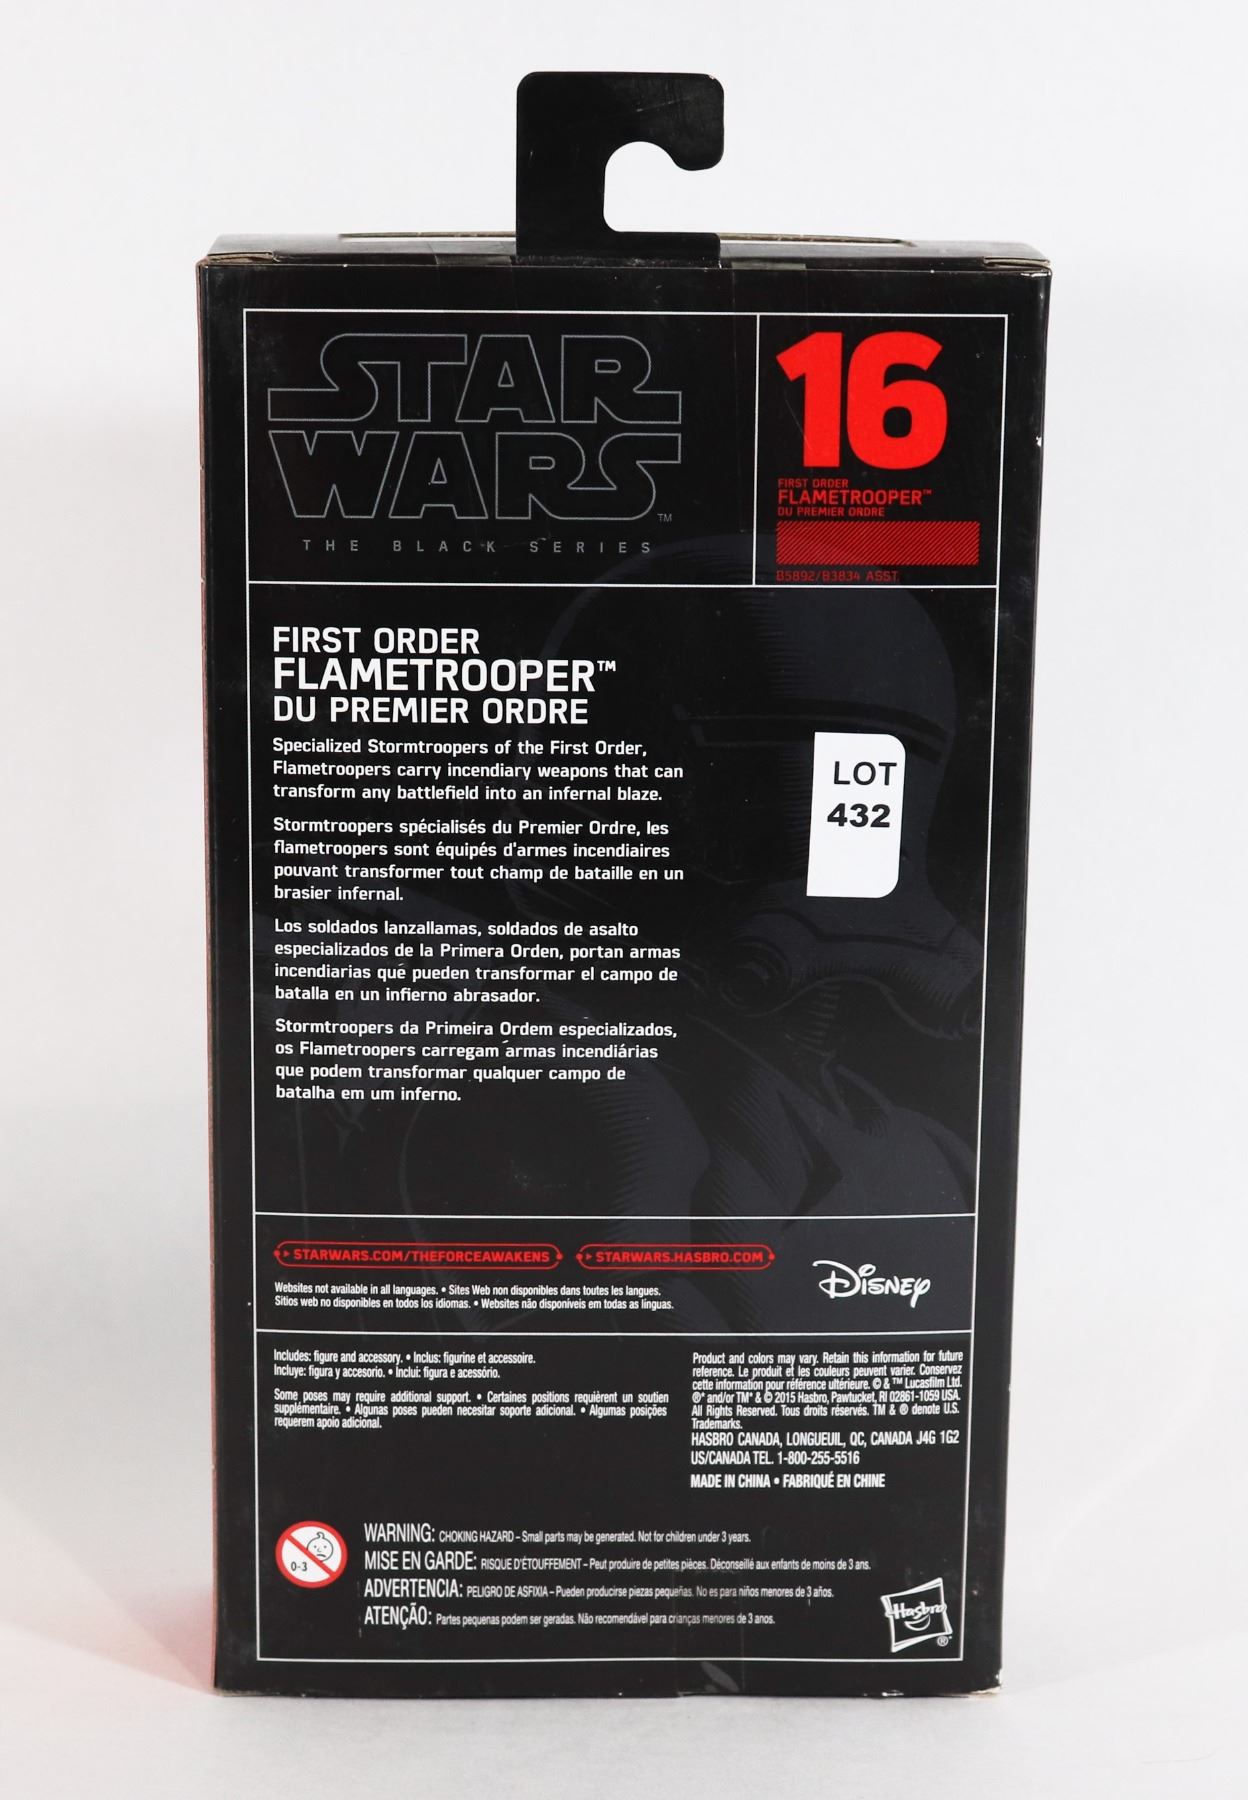 STAR
WARS
TM
THE BLACK SERIES
16
FIRST ORDER
FLAMETROOPER™
DU PREMIER ORDRE
B5892/B3834 ASST.
FIRST ORDER
FLAMETROOPER™
DU PREMIER ORDRE
Specialized Stormtroopers of the First Order,
Flametroopers carry incendiary weapons that can
transform any battlefield into an infernal blaze.
Stormtroopers spécialisés du Premier Ordre, les
flametroopers sont équipés d'armes incendiaires
pouvant transformer tout champ de bataille en un
brasier infernal.
Los soldados lanzallamas, soldados de asalto
especializados de la Primera Orden, portan armas
incendiarias que pueden transformar el campo de
batalla en un infierno abrasador.
Stormtroopers da Primeira Ordem especializados,
os Flametroopers carregam armas incendiárias
que podem transformar qualquer campo de
batalha em um inferno.
LOT
432
STARWARS.COM/THEFORCEAWAKENS
STARWARS.HASBRO.COM
Websites not available in all languages. • Sites Web non disponibles dans toutes les langues.
Sitios web no disponibles en todos los idiomas. • Websites não disponíveis em todas as línguas.
Disney
Includes: figure and accessory. • Inclus: figurine et accessoire.
Incluye: figura y accesorio. • Inclui: figura e acessório.
Some poses may require additional support. • Certaines positions requièrent un soutien
supplémentaire. • Algunas poses pueden necesitar soporte adicional. • Algumas posições
requerem apoio adicional.
Product and colors may vary. Retain this information for future
reference. Le produit et les couleurs peuvent varier. Conservez
cette information pour référence ultérieure. © & ™ Lucasfilm Ltd.
®* and/or TM* & © 2015 Hasbro, Pawtucket, RI 02861-1059 USA.
All Rights Reserved. Tous droits réservés. TM & ® denote U.S.
Trademarks.
HASBRO CANADA, LONGUEUIL, QC, CANADA J4G 1G2
US/CANADA TEL. 1-800-255-5516
MADE IN CHINA • FABRIQUÉ EN CHINE
0-3
WARNING: CHOKING HAZARD – Small parts may be generated. Not for children under 3 years.
MISE EN GARDE: RISQUE D'ÉTOUFFEMENT – Peut produire de petites pièces. Déconseillé aux enfants de moins de 3 ans.
ADVERTENCIA: PELIGRO DE ASFIXIA – Pueden producirse piezas pequeñas. No es para niños menores de 3 años.
ATENÇÃO: Partes pequenas podem ser geradas. Não recomendável para crianças menores de 3 anos.
Hasbro
®*